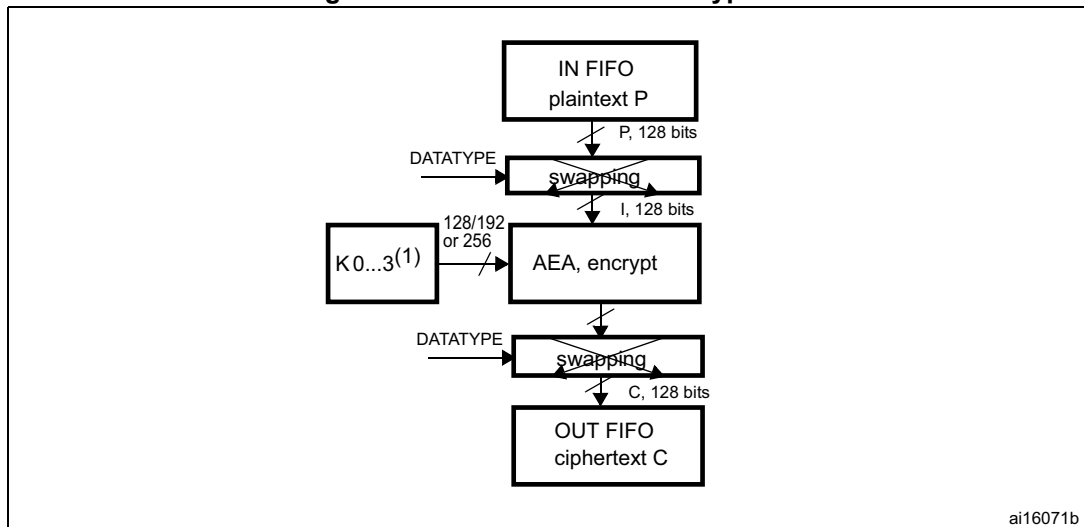 IN FIFO
plaintext P
P, 128 bits
DATATYPE
swapping
I, 128 bits
128/192
or 256
K 0...3(1)
AEA, encrypt
DATATYPE
swapping
C, 128 bits
OUT FIFO
ciphertext C
ai16071b